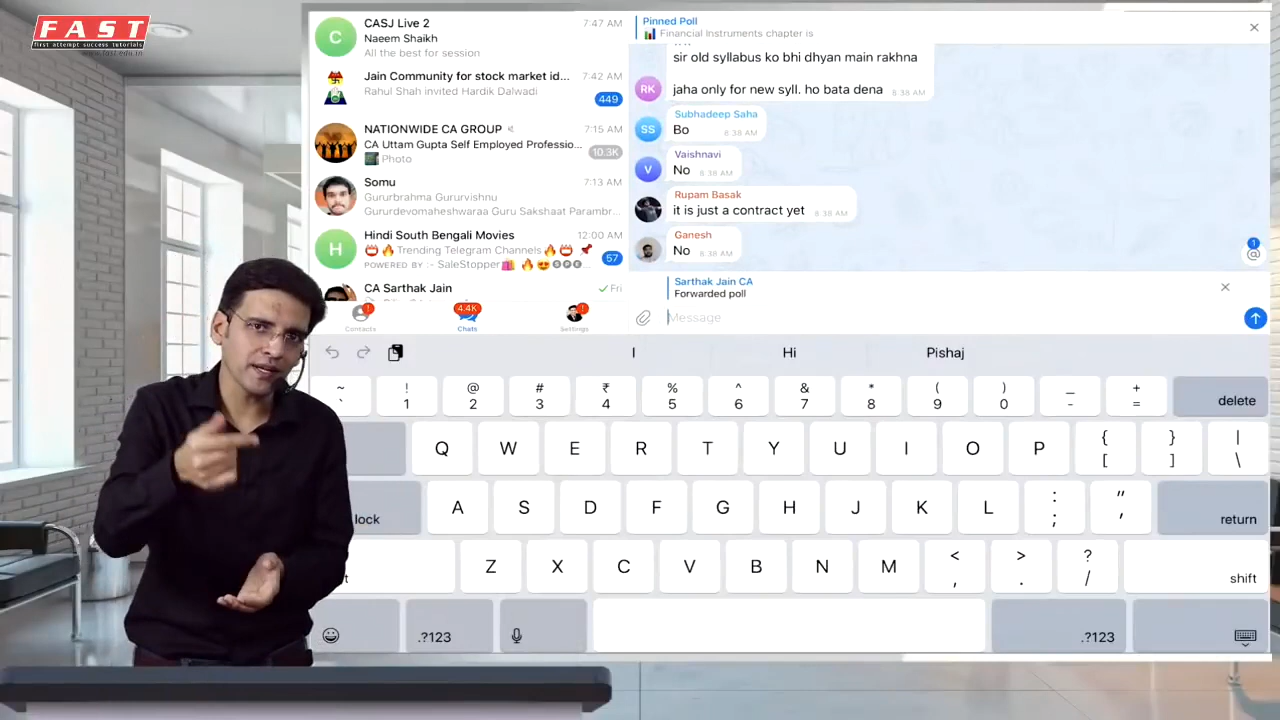 FAST
first attempt success tutorials
www.fast.edu.in
CASJ Live 2
7:47 AM
Naeem Shaikh
All the best for session
Jain Community for stock market id...
7:42 AM
Rahul Shah invited Hardik Dalwadi
449
NATIONWIDE CA GROUP
7:15 AM
CA Uttam Gupta Self Employed Professio...
Photo
10.3K
Somu
7:13 AM
Gururbrahma Gururvishnu
Gururdevomaheshwaraa Guru Sakshaat Parambr...
H
Hindi South Bengali Movies
12:00 AM
Trending Telegram Channels
POWERED BY :- SaleStopper
57
CA Sarthak Jain
Fri
Contacts
4.4K
Chats
Settings
Pinned Poll
Financial Instruments chapter is
sir old syllabus ko bhi dhyan main rakhna
jaha only for new syll. ho bata dena
8:38 AM
RK
Subhadeep Saha
SS
Bo
8:38 AM
Vaishnavi
V
No
8:38 AM
Rupam Basak
it is just a contract yet
8:38 AM
Ganesh
No
8:38 AM
1
@
Sarthak Jain CA
Forwarded poll
Message
I Hi Pishaj
~ ! @ # ₹ % ^ & * ( ) _ +
` 1 2 3 4 5 6 7 8 9 0 - = delete
Q W E R T Y U I O P { [ } ] | \
lock A S D F G H J K L : ; " ' return
Z X C V B N M < , > . ? / shift
.?123 .?123